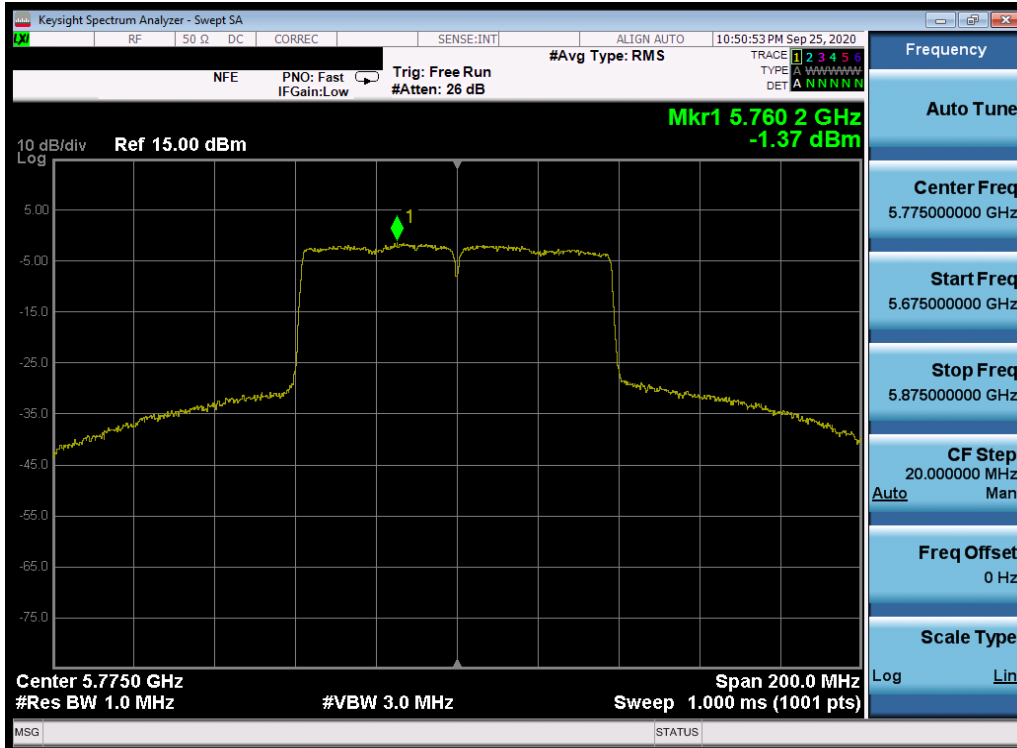 Keysight Spectrum Analyzer - Swept SA
LXI RF 50 Ω DC CORREC SENSE:INT ALIGN AUTO 10:50:53 PM Sep 25, 2020
#Avg Type: RMS
TRACE 1 2 3 4 5 6
TYPE A WWWWW
DET A N N N N N
NFE
PNO: Fast
IFGain:Low
Trig: Free Run
#Atten: 26 dB
Mkr1 5.760 2 GHz
-1.37 dBm
10 dB/div
Log
Ref 15.00 dBm
1
5.00
-5.00
-15.0
-25.0
-35.0
-45.0
-55.0
-65.0
-75.0
Center 5.7750 GHz
Span 200.0 MHz
#Res BW 1.0 MHz
#VBW 3.0 MHz
Sweep 1.000 ms (1001 pts)
MSG
STATUS
Frequency
Auto Tune
Center Freq
5.775000000 GHz
Start Freq
5.675000000 GHz
Stop Freq
5.875000000 GHz
CF Step
20.000000 MHz
Auto Man
Freq Offset
0 Hz
Scale Type
Log Lin